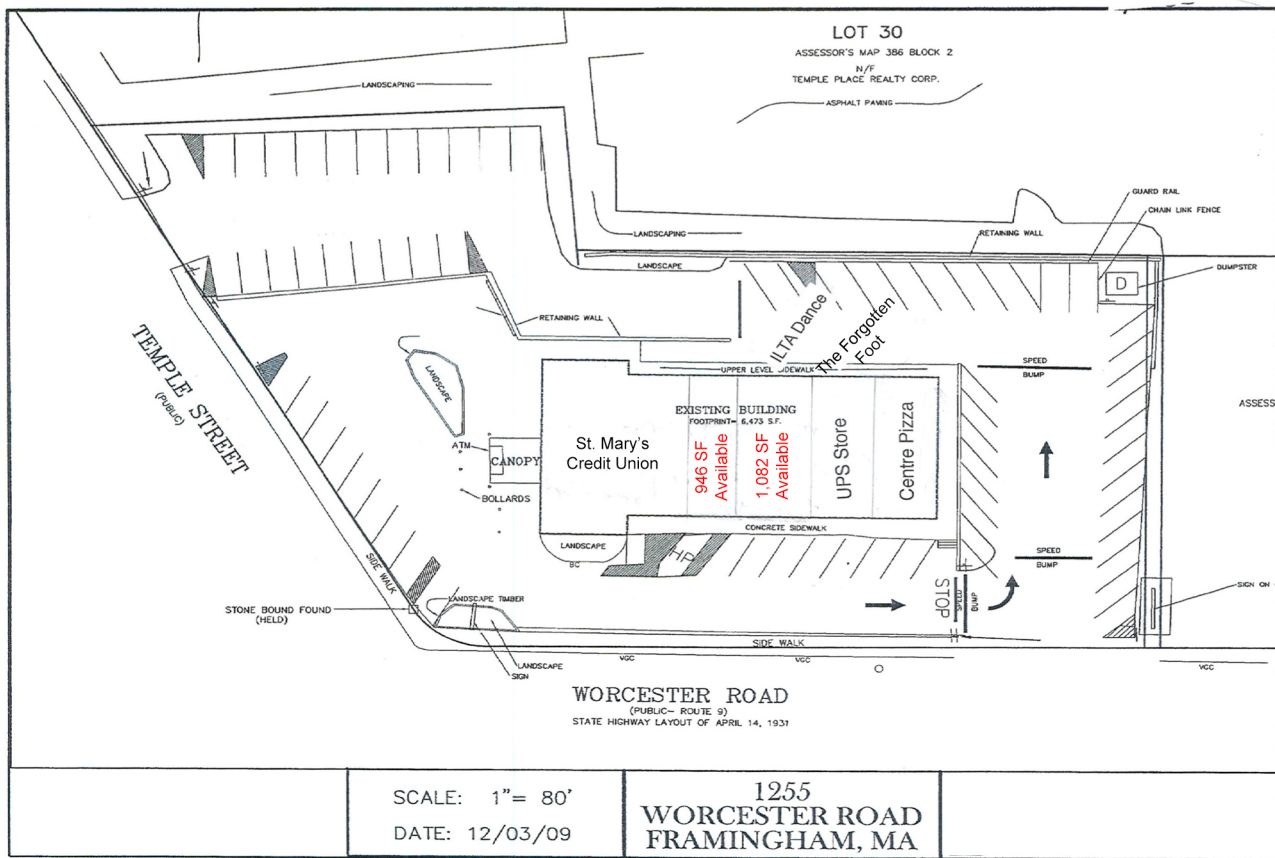 LOT 30
ASSESSOR'S MAP 386 BLOCK 2
N/F
TEMPLE PLACE REALTY CORP.
ASPHALT PAVING
LANDSCAPING
GUARD RAIL
CHAIN LINK FENCE
RETAINING WALL
LANDSCAPING
LANDSCAPE
DUMPSTER
D
TEMPLE STREET
(PUBLIC)
RETAINING WALL
ILTA Dance
The Forgotten
Foot
UPPER LEVEL SIDEWALK
SPEED
BUMP
LANDSCAPE
EXISTING BUILDING
FOOTPRINT= 6,473 S.F.
ASSESS
ATM
CANOPY
St. Mary's
Credit Union
946 SF
Available
1,082 SF
Available
UPS Store
Centre Pizza
BOLLARDS
CONCRETE SIDEWALK
LANDSCAPE
BC
HP
SPEED
BUMP
SIDE WALK
STOP
SPEED
BUMP
SIGN ON
STONE BOUND FOUND
(HELD)
LANDSCAPE TIMBER
SIDE WALK
LANDSCAPE
SIGN
VGC
VGC
VGC
WORCESTER ROAD
(PUBLIC- ROUTE 9)
STATE HIGHWAY LAYOUT OF APRIL 14, 1931
SCALE: 1"= 80'
DATE: 12/03/09
1255
WORCESTER ROAD
FRAMINGHAM, MA